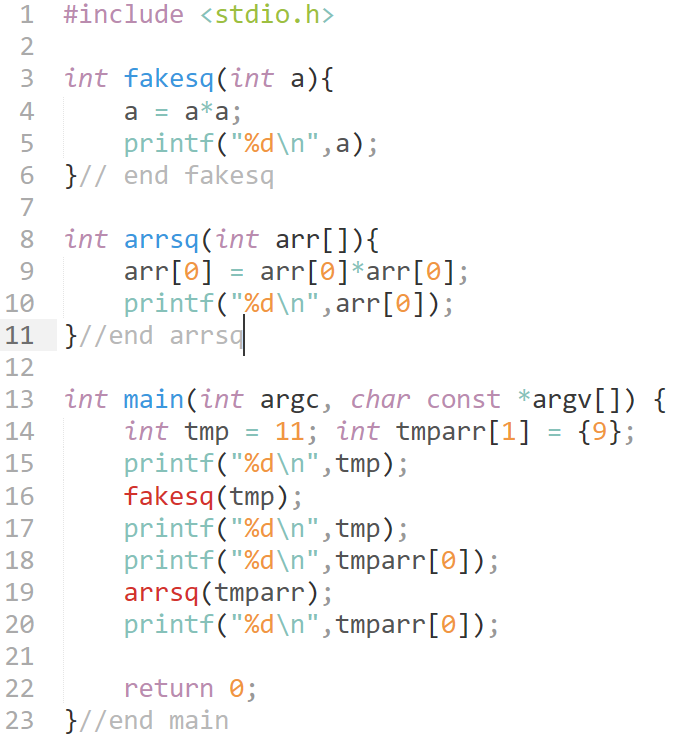 1 #include <stdio.h>
2
3 int fakesq(int a){
4     a = a*a;
5     printf("%d\n",a);
6 }// end fakesq
7
8 int arrsq(int arr[]){
9     arr[0] = arr[0]*arr[0];
10     printf("%d\n",arr[0]);
11 }//end arrsq
12
13 int main(int argc, char const *argv[]) {
14     int tmp = 11; int tmparr[1] = {9};
15     printf("%d\n",tmp);
16     fakesq(tmp);
17     printf("%d\n",tmp);
18     printf("%d\n",tmparr[0]);
19     arrsq(tmparr);
20     printf("%d\n",tmparr[0]);
21
22     return 0;
23 }//end main